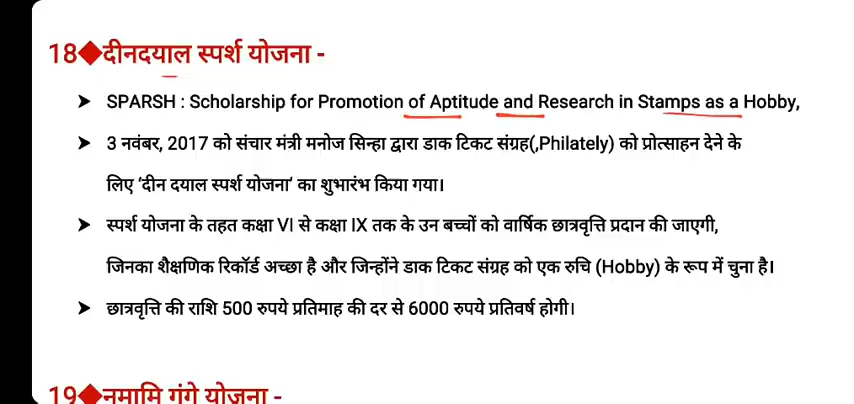 18◆दीनदयाल स्पर्श योजना -
➤ SPARSH : Scholarship for Promotion of Aptitude and Research in Stamps as a Hobby,
➤ 3 नवंबर, 2017 को संचार मंत्री मनोज सिन्हा द्वारा डाक टिकट संग्रह(,Philately) को प्रोत्साहन देने के
लिए ‘दीन दयाल स्पर्श योजना’ का शुभारंभ किया गया।
➤ स्पर्श योजना के तहत कक्षा VI से कक्षा IX तक के उन बच्चों को वार्षिक छात्रवृत्ति प्रदान की जाएगी,
जिनका शैक्षणिक रिकॉर्ड अच्छा है और जिन्होंने डाक टिकट संग्रह को एक रुचि (Hobby) के रूप में चुना है।
➤ छात्रवृत्ति की राशि 500 रुपये प्रतिमाह की दर से 6000 रुपये प्रतिवर्ष होगी।
19◆नमामि गंगे योजना -